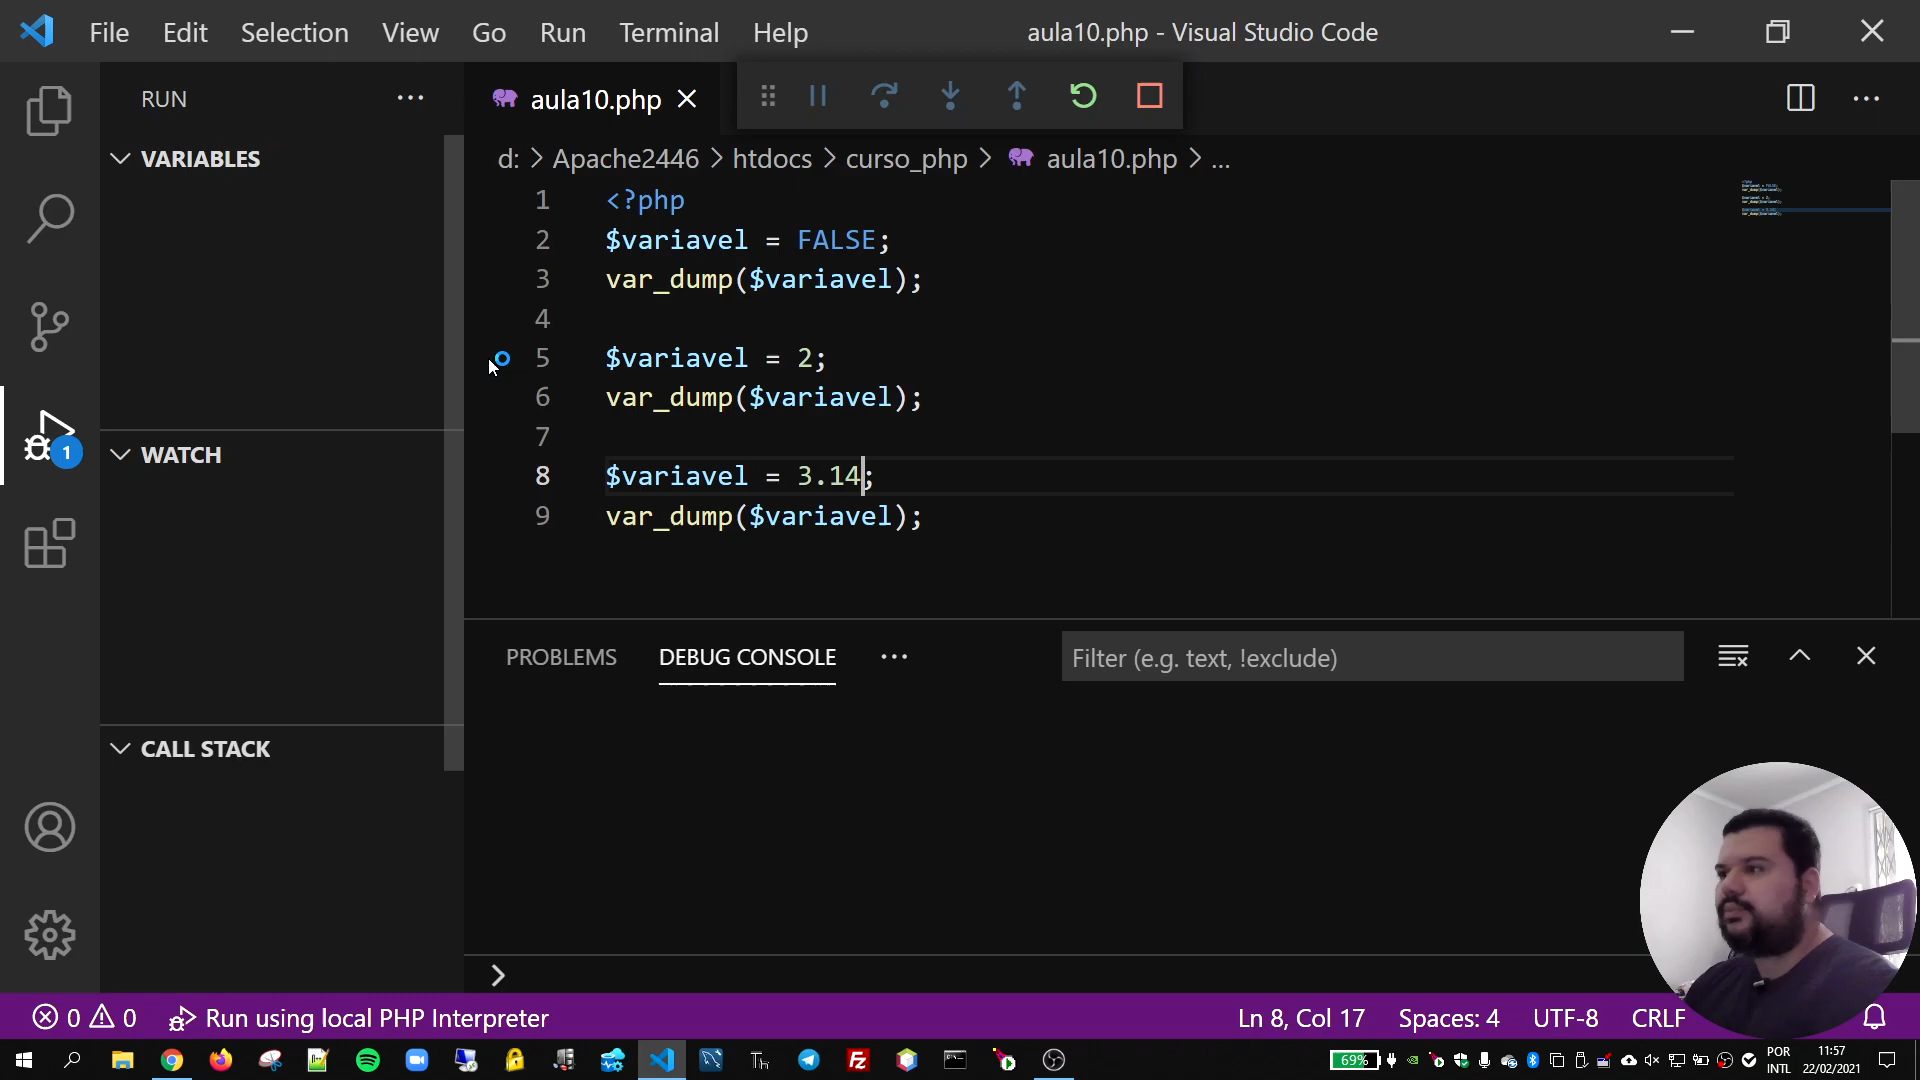 File Edit Selection View Go Run Terminal Help
aula10.php - Visual Studio Code
RUN
aula10.php
VARIABLES
d: > Apache2446 > htdocs > curso_php > aula10.php > ...
1 <?php
2 $variavel = FALSE;
3 var_dump($variavel);
4
5 $variavel = 2;
6 var_dump($variavel);
7
8 $variavel = 3.14;
9 var_dump($variavel);
1
WATCH
CALL STACK
PROBLEMS DEBUG CONSOLE
Filter (e.g. text, !exclude)
0 0 Run using local PHP Interpreter
Ln 8, Col 17 Spaces: 4 UTF-8 CRLF
69%
POR
INTL
11:57
22/02/2021